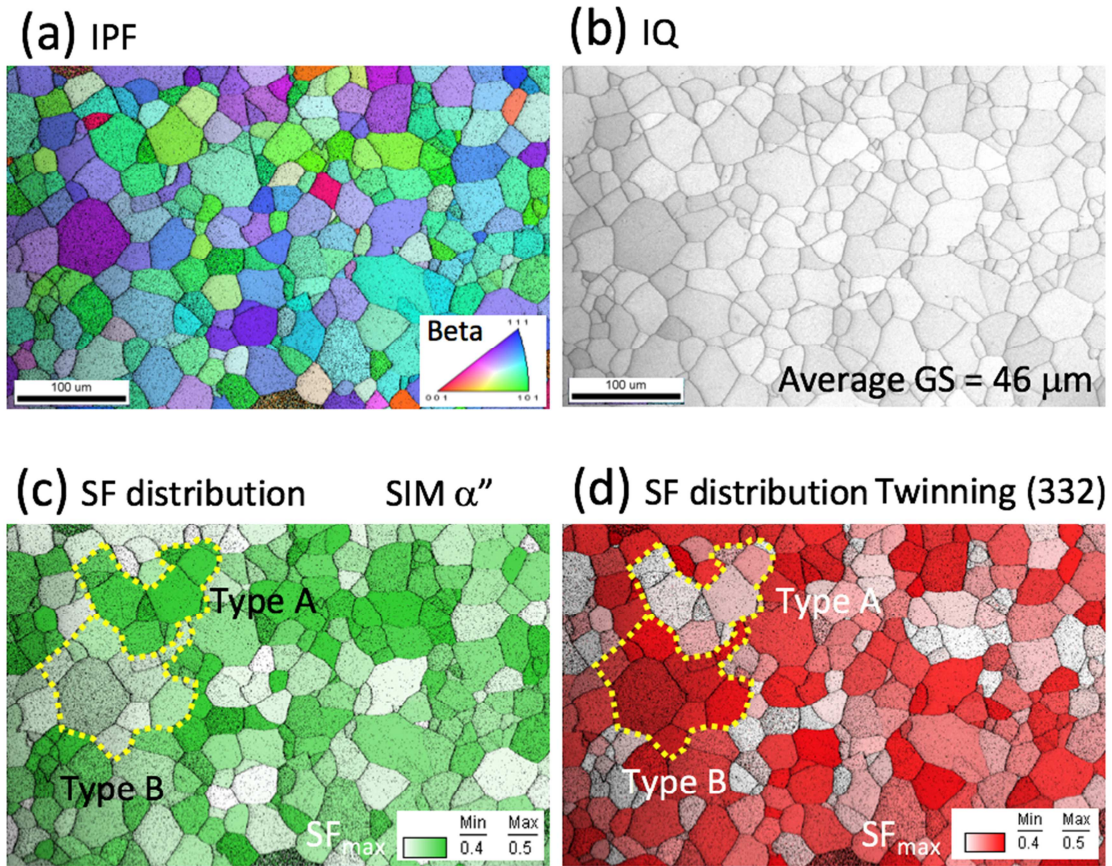 (a) IPF
(b) IQ
Beta
111
001
101
100 um
100 um
Average GS = 46 μm
(c) SF distribution SIM α”
(d) SF distribution Twinning (332)
Type A
Type B
SFmax
Min Max
0.4 0.5
Type A
Type B
SFmax
Min Max
0.4 0.5